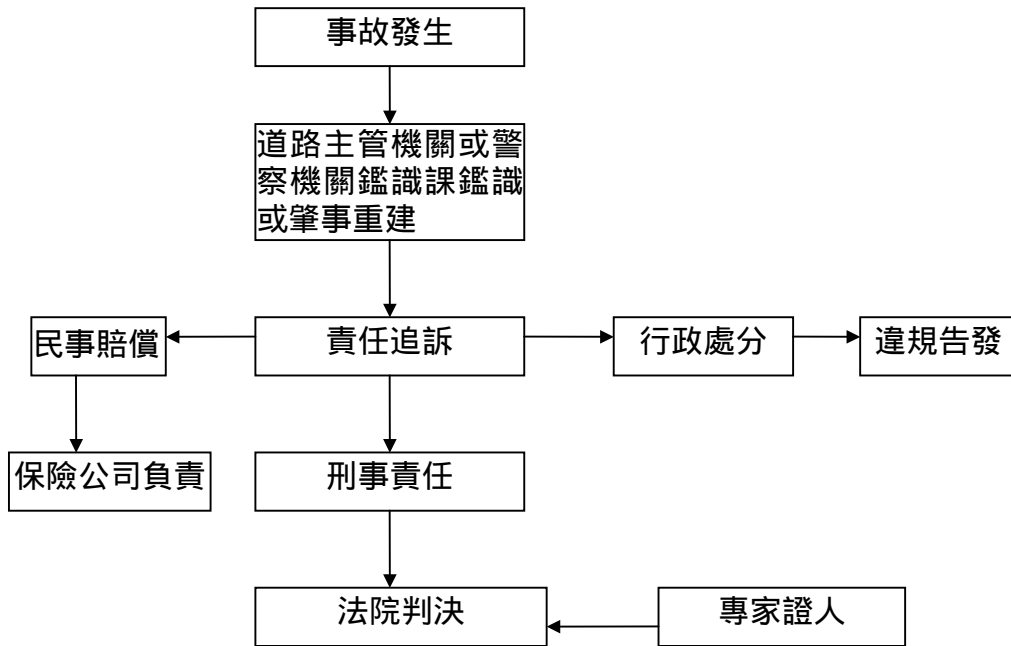 事故發生
道路主管機關或警
察機關鑑識課鑑識
或肇事重建
民事賠償
責任追訴
行政處分
違規告發
保險公司負責
刑事責任
法院判決
專家證人